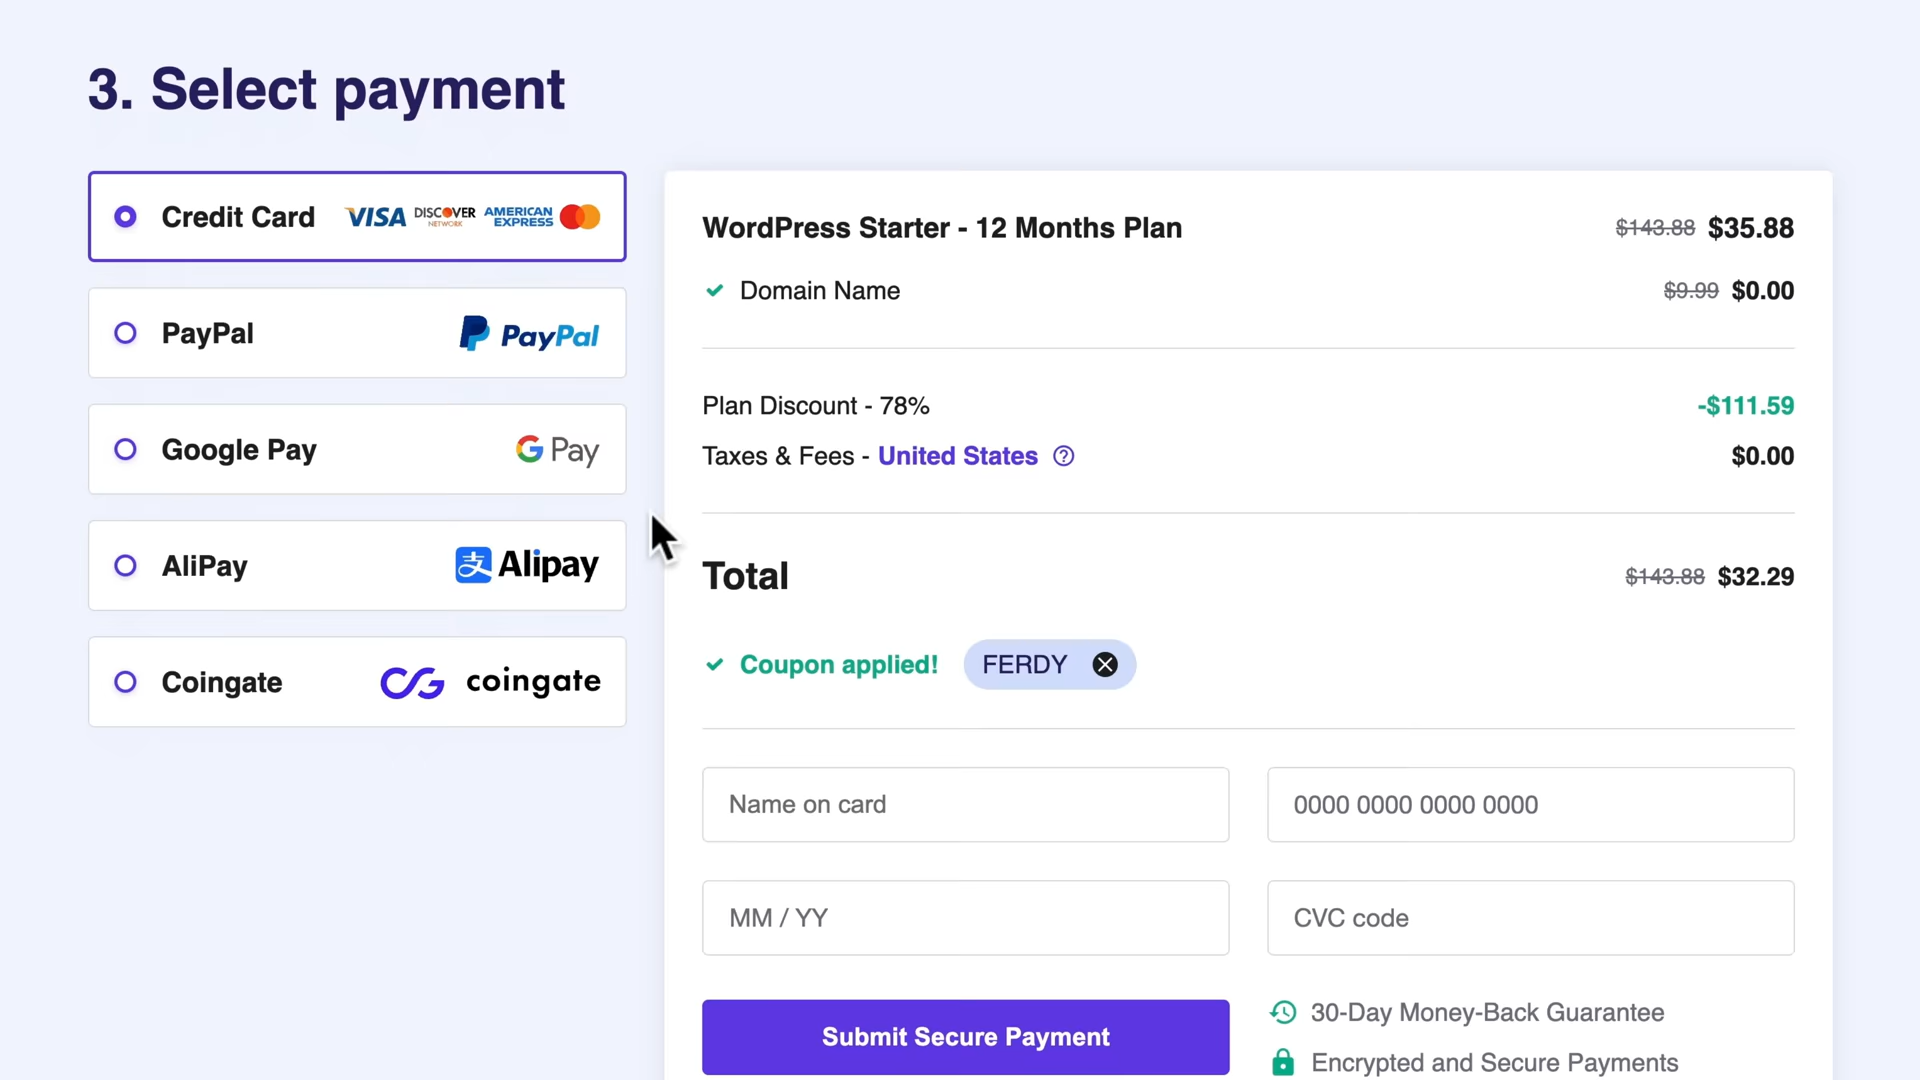 3. Select payment
Credit Card VISA DISCOVER NETWORK AMERICAN EXPRESS
PayPal PayPal
Google Pay G Pay
AliPay 支 Alipay
Coingate CG coingate
WordPress Starter - 12 Months Plan $143.88 $35.88
Domain Name $9.99 $0.00
Plan Discount - 78% -$111.59
Taxes & Fees - United States ? $0.00
Total $143.88 $32.29
Coupon applied! FERDY
Name on card 0000 0000 0000 0000
MM / YY CVC code
Submit Secure Payment
30-Day Money-Back Guarantee
Encrypted and Secure Payments